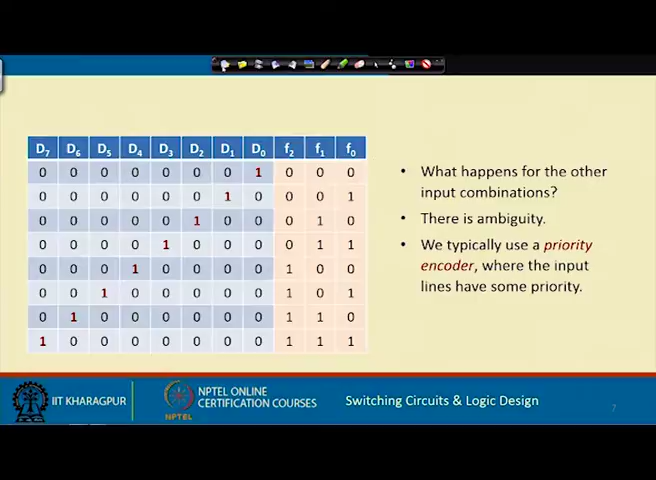 D7 D6 D5 D4 D3 D2 D1 D0 f2 f1 f0
0 0 0 0 0 0 0 1 0 0 0
0 0 0 0 0 0 1 0 0 0 1
0 0 0 0 0 1 0 0 0 1 0
0 0 0 0 1 0 0 0 0 1 1
0 0 0 1 0 0 0 0 1 0 0
0 0 1 0 0 0 0 0 1 0 1
0 1 0 0 0 0 0 0 1 1 0
1 0 0 0 0 0 0 0 1 1 1
• What happens for the other
input combinations?
• There is ambiguity.
• We typically use a priority
encoder, where the input
lines have some priority.
IIT KHARAGPUR
NPTEL
NPTEL ONLINE
CERTIFICATION COURSES
Switching Circuits & Logic Design
7